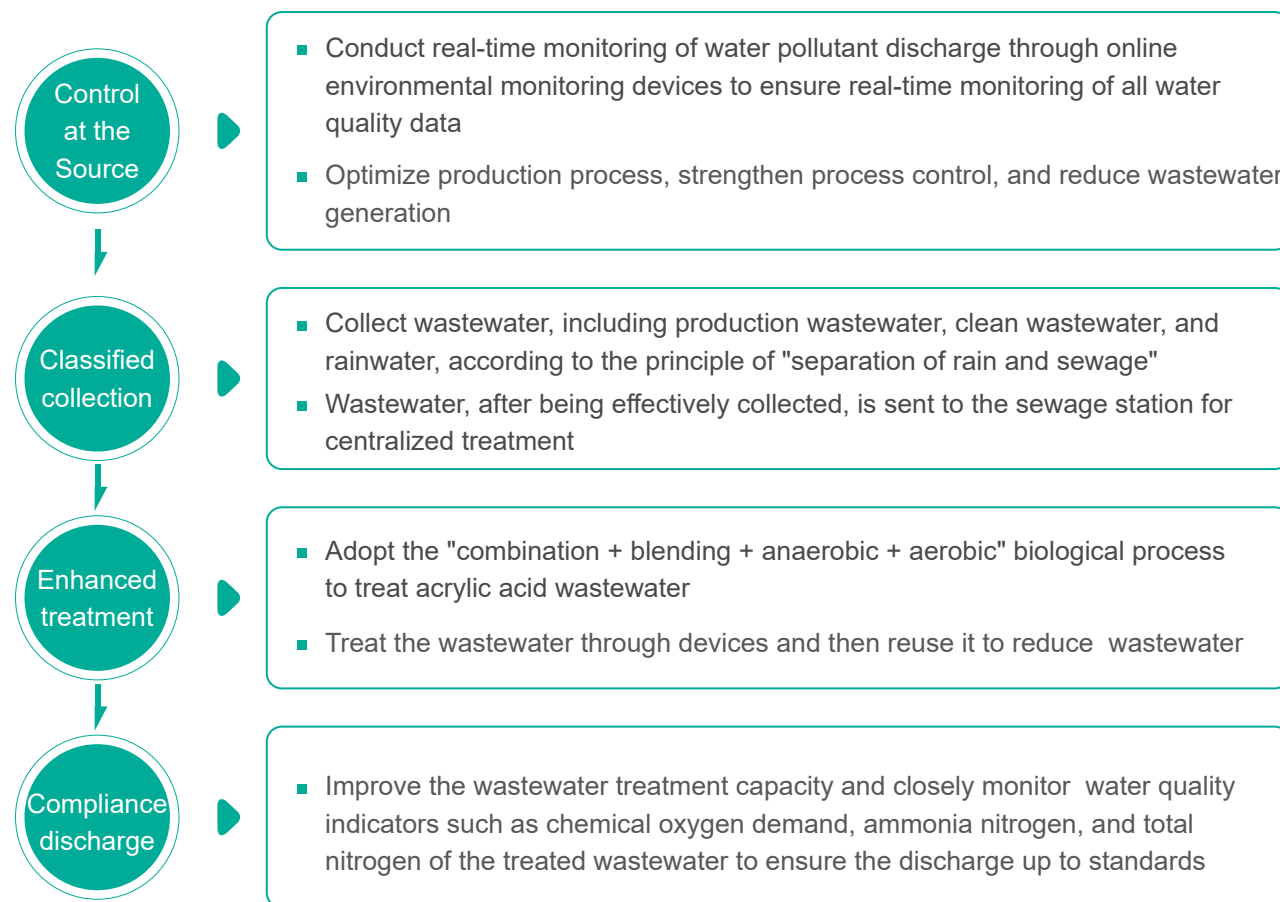 Control
at the
Source
Conduct real-time monitoring of water pollutant discharge through online
environmental monitoring devices to ensure real-time monitoring of all water
quality data
Optimize production process, strengthen process control, and reduce wastewater
generation
Classified
collection
Collect wastewater, including production wastewater, clean wastewater, and
rainwater, according to the principle of "separation of rain and sewage"
Wastewater, after being effectively collected, is sent to the sewage station for
centralized treatment
Enhanced
treatment
Adopt the "combination + blending + anaerobic + aerobic" biological process
to treat acrylic acid wastewater
Treat the wastewater through devices and then reuse it to reduce  wastewater
Compliance
discharge
Improve the wastewater treatment capacity and closely monitor  water quality
indicators such as chemical oxygen demand, ammonia nitrogen, and total
nitrogen of the treated wastewater to ensure the discharge up to standards